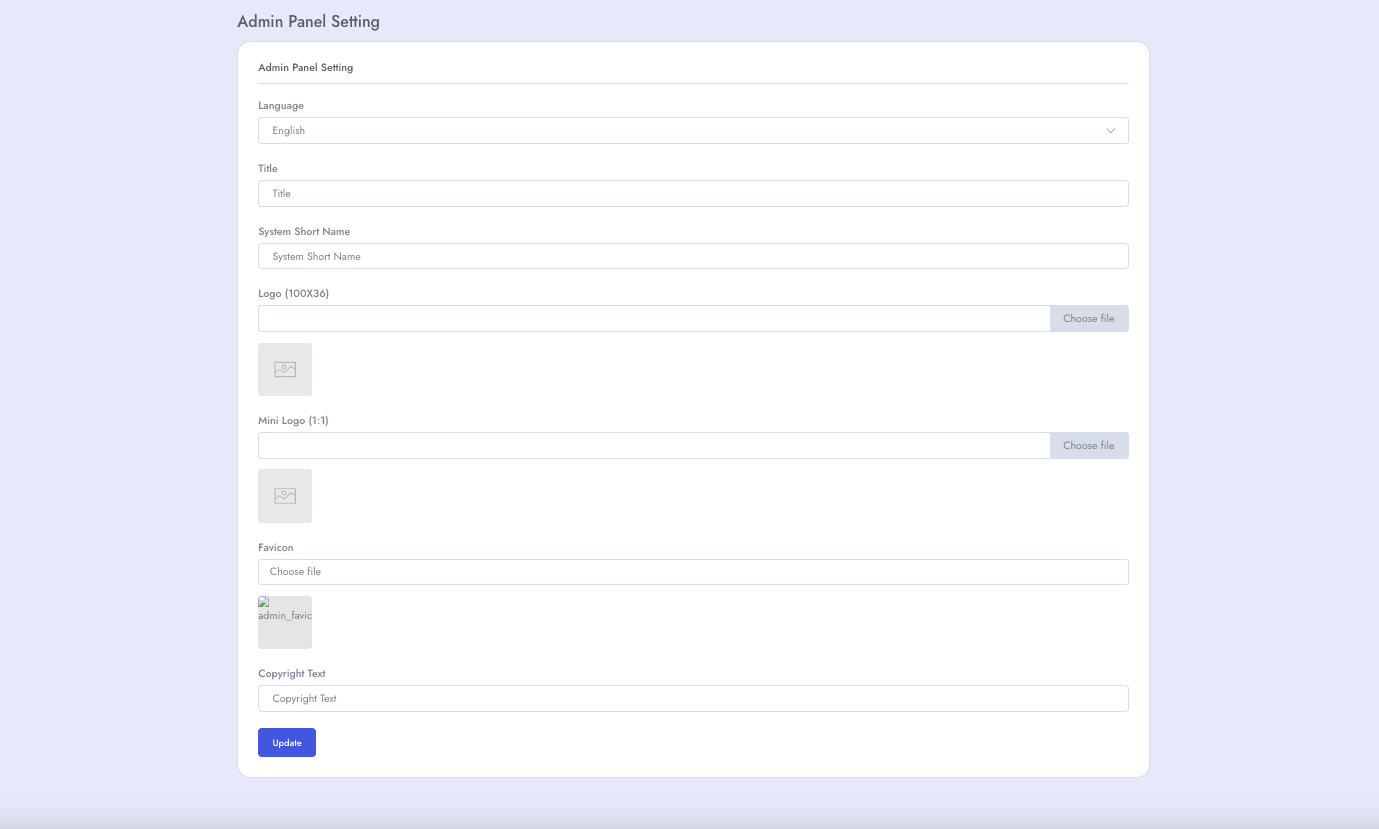 Admin Panel Setting
Admin Panel Setting
Language
English
Title
Title
System Short Name
System Short Name
Logo (100X36)
Choose file
Mini Logo (1:1)
Choose file
Favicon
Choose file
admin_favic
Copyright Text
Copyright Text
Update